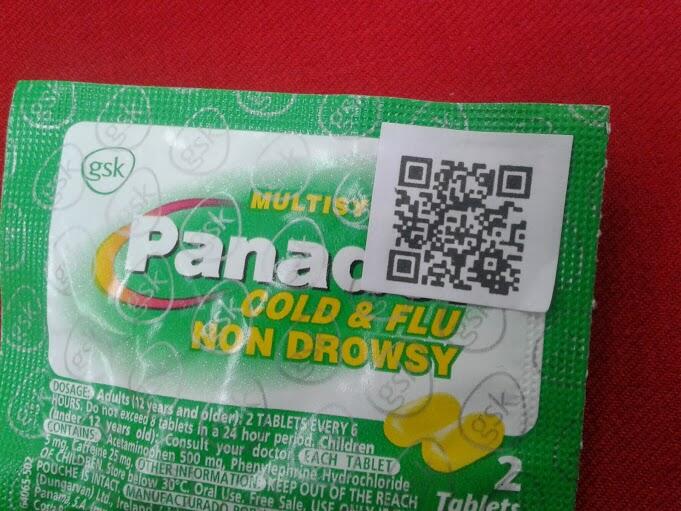 gsk
MULTISY
Panadol
COLD & FLU
NON DROWSY
DOSAGE: Adults (12 years and older): 2 TABLETS EVERY 6
HOURS. Do not exceed 8 tablets in a 24 hour period. Children
(under 12 years old): Consult your doctor. EACH TABLET
CONTAINS: Acetaminophen 500 mg, Phenylephrine Hydrochloride
5 mg, Caffeine 25 mg. OTHER INFORMATION: KEEP OUT OF THE REACH
OF CHILDREN. Store below 30°C. Oral Use. Free Sale. USE ONLY IF
POUCHE IS INTACT. MANUFACTURADO POR
(Dungarvan) Ltd., Ireland
Panamá S.A.
2
Tablets